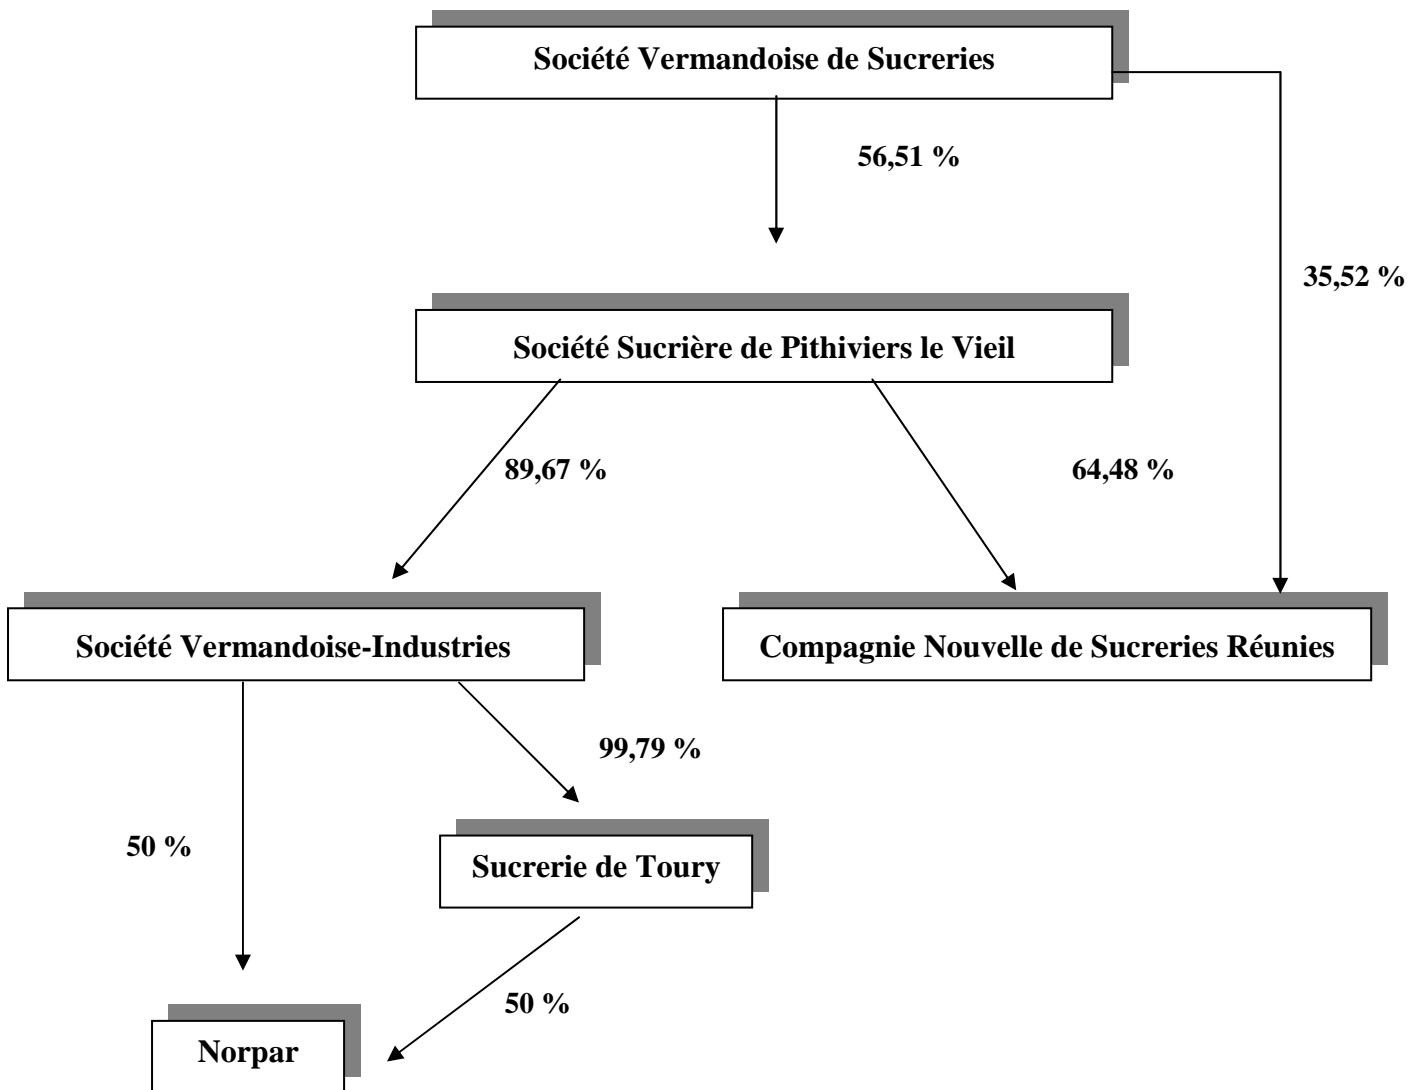 Société Vermandoise de Sucreries
56,51 %
35,52 %
Société Sucrière de Pithiviers le Vieil
89,67 %
64,48 %
Société Vermandoise-Industries
Compagnie Nouvelle de Sucreries Réunies
99,79 %
50 %
Sucrerie de Toury
50 %
Norpar